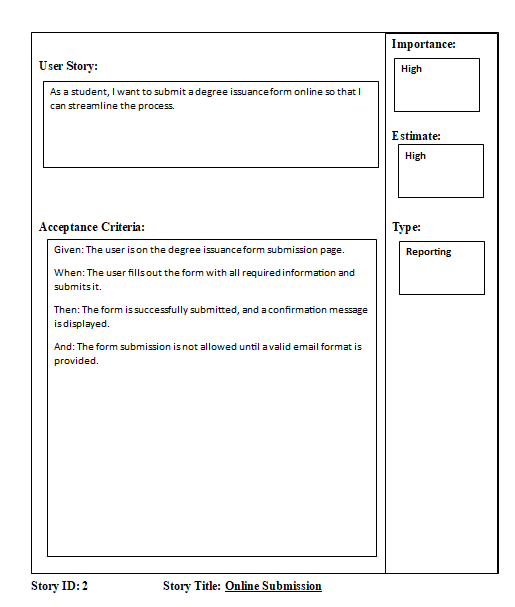 Importance:
High
User Story:
As a student, I want to submit a degree issuance form online so that I
can streamline the process.
Estimate:
High
Acceptance Criteria:
Given: The user is on the degree issuance form submission page.
When: The user fills out the form with all required information and
submits it.
Then: The form is successfully submitted, and a confirmation message
is displayed.
And: The form submission is not allowed until a valid email format is
provided.
Type:
Reporting
Story ID: 2 Story Title: Online Submission